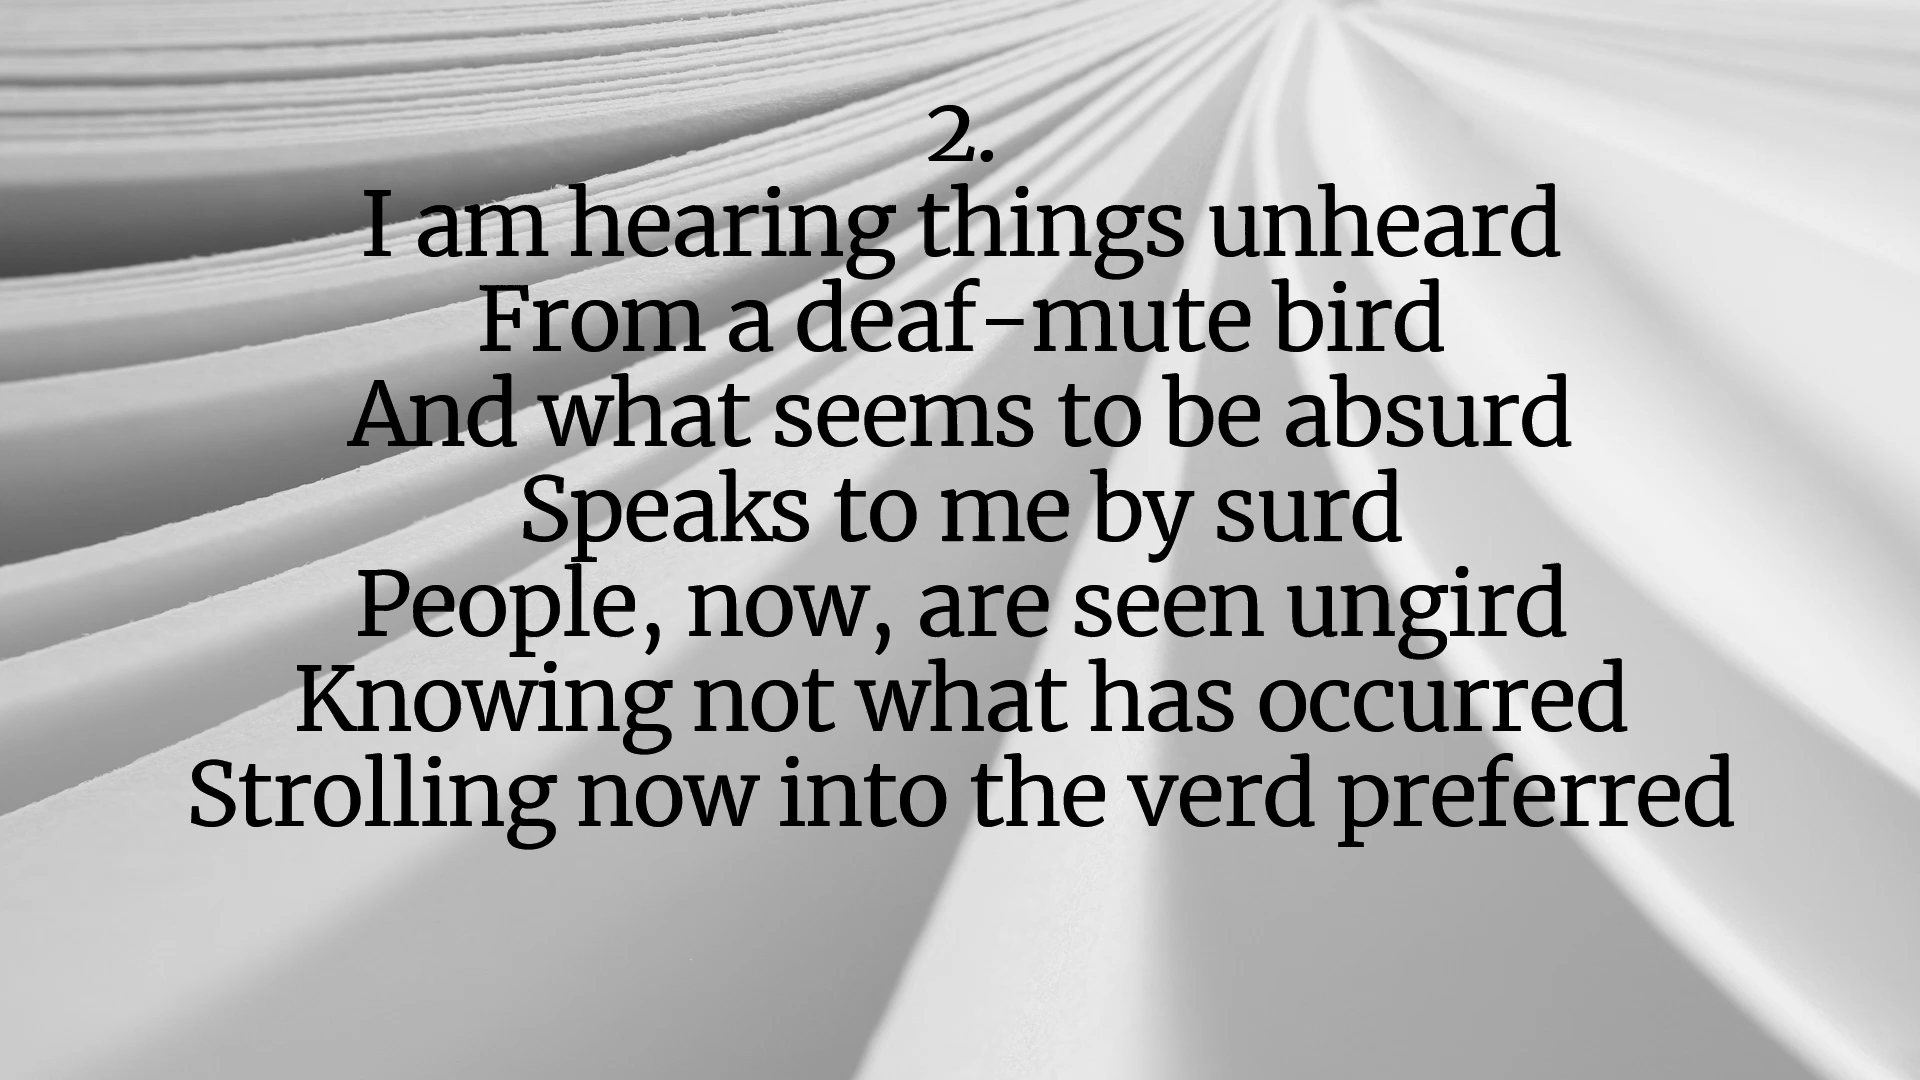 2.
I am hearing things unheard
From a deaf-mute bird
And what seems to be absurd
Speaks to me by surd
People, now, are seen ungird
Knowing not what has occurred
Strolling now into the verd preferred